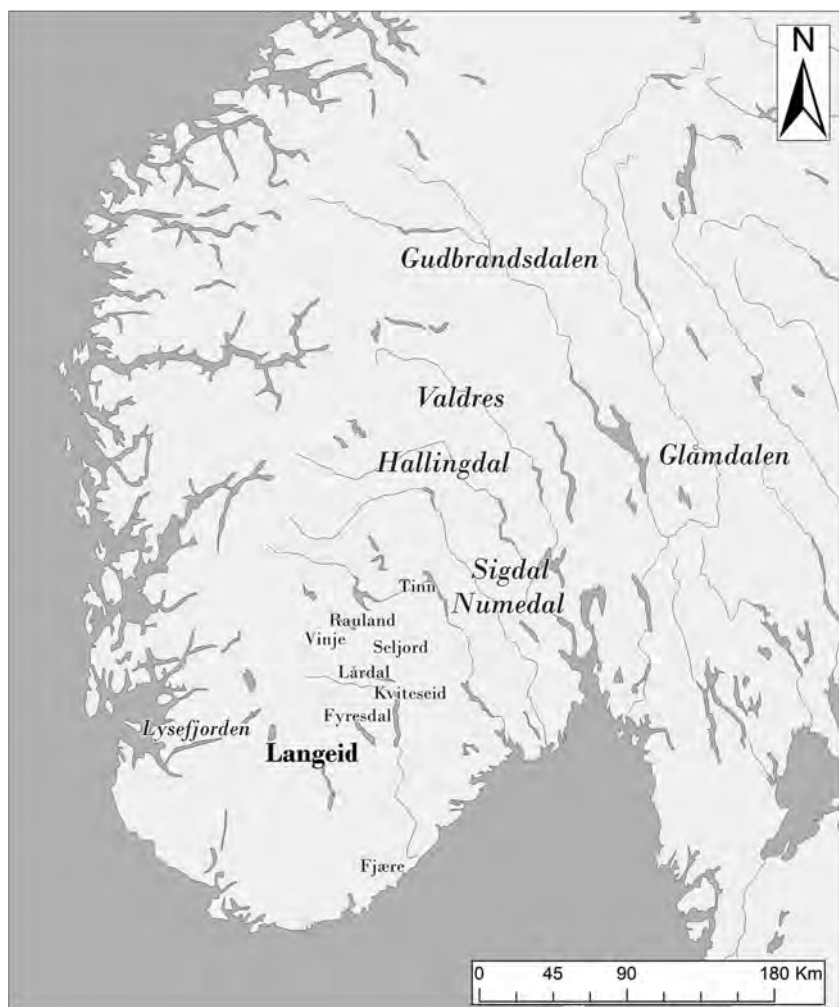 N
Gudbrandsdalen
Valdres
Hallingdal
Glåmdalen
Sigdal
Numedal
Tinn
Rauland
Vinje
Seljord
Lårdal
Kviteseid
Fyresdal
Lysefjorden
Langeid
Fjære
0 45 90 180 Km